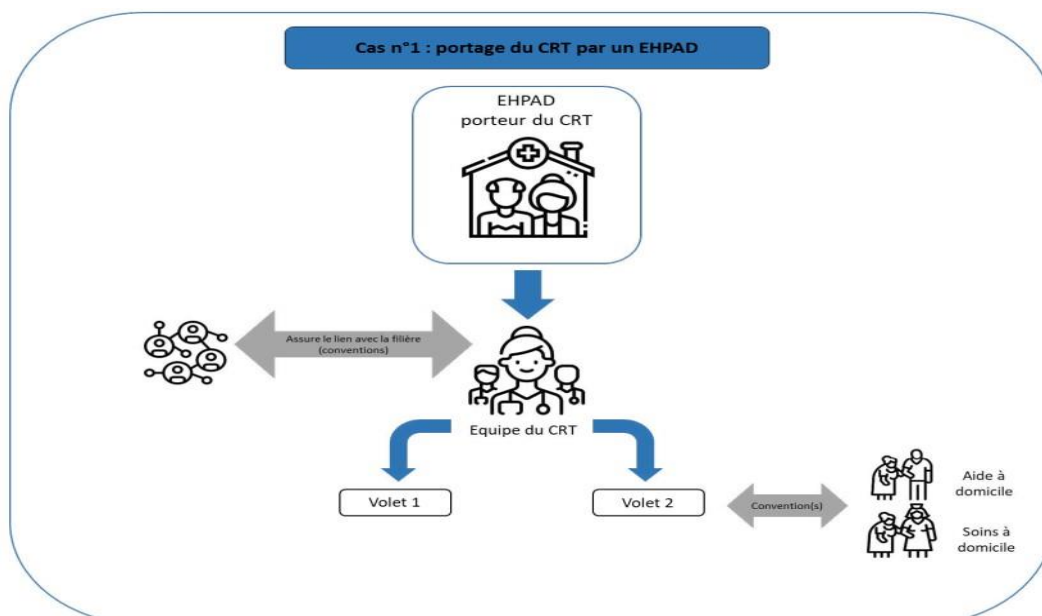 Cas n°1 : portage du CRT par un EHPAD
EHPAD
porteur du CRT
Assure le lien avec la filière
(conventions)
Equipe du CRT
Volet 1
Volet 2
Convention(s)
Aide à
domicile
Soins à
domicile